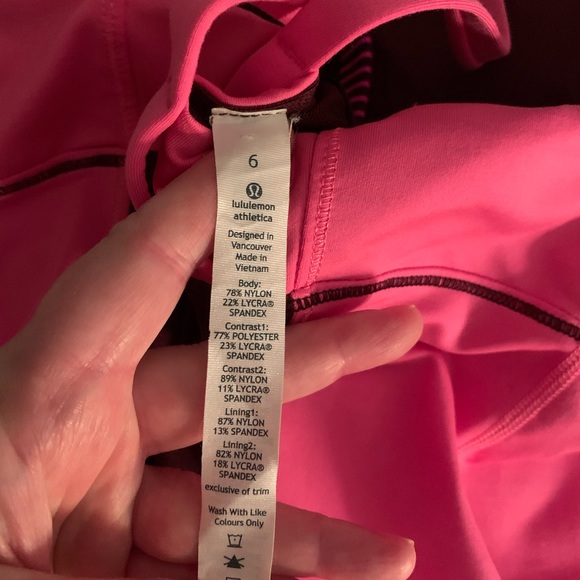 6
lululemon
athletica
Designed in
Vancouver
Made in
Vietnam
Body:
78% NYLON
22% LYCRA®
SPANDEX
Contrast1:
77% POLYESTER
23% LYCRA®
SPANDEX
Contrast2:
89% NYLON
11% LYCRA®
SPANDEX
Lining1:
87% NYLON
13% SPANDEX
Lining2:
82% NYLON
18% LYCRA®
SPANDEX
exclusive of trim
Wash With Like
Colours Only